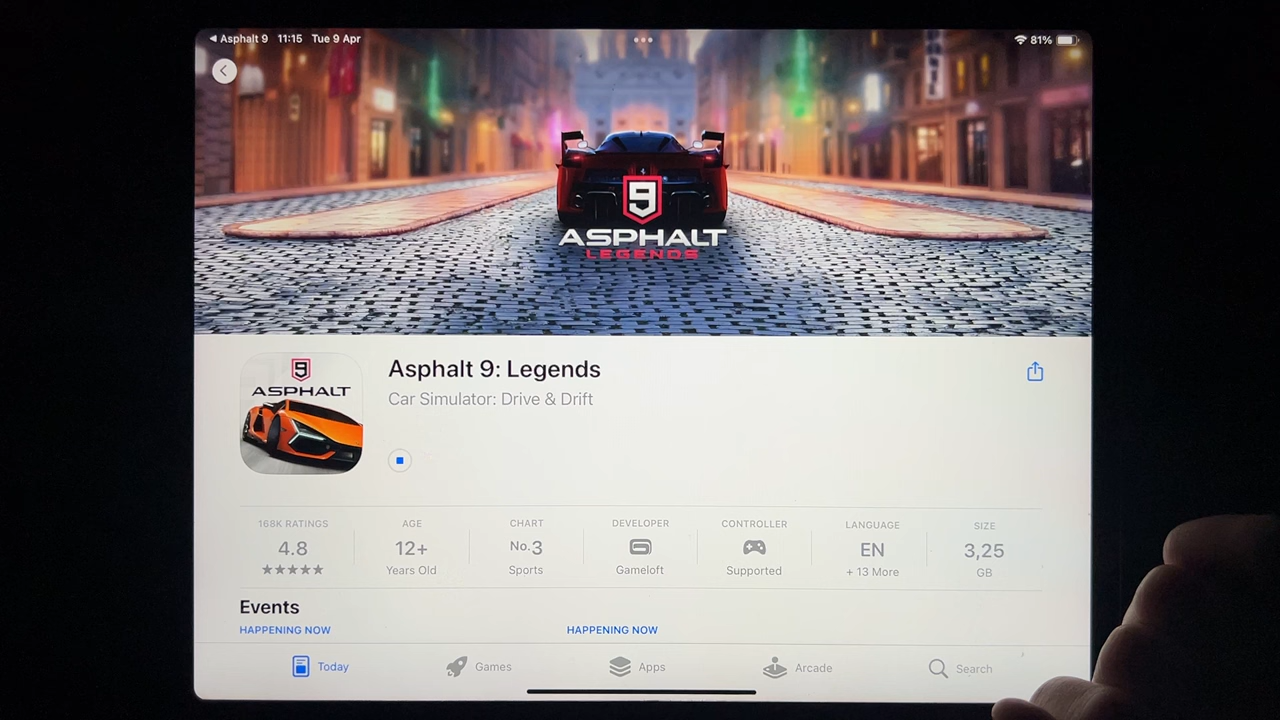 ◀ Asphalt 9 11:15 Tue 9 Apr
81%
9
ASPHALT
LEGENDS
9
ASPHALT
Asphalt 9: Legends
Car Simulator: Drive & Drift
168K RATINGS
4.8
★★★★★
AGE
12+
Years Old
CHART
No.3
Sports
DEVELOPER
Gameloft
CONTROLLER
Supported
LANGUAGE
EN
+ 13 More
SIZE
3,25
GB
Events
HAPPENING NOW
HAPPENING NOW
Today
Games
Apps
Arcade
Search